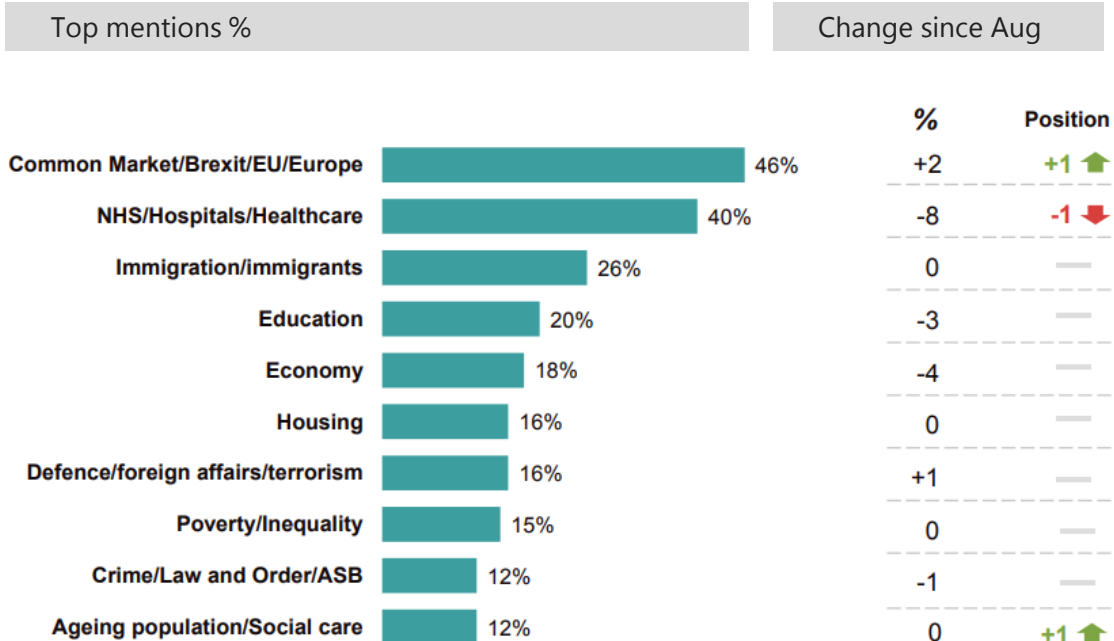 Top mentions % Change since Aug
% Position
Common Market/Brexit/EU/Europe 46% +2 +1
NHS/Hospitals/Healthcare 40% -8 -1
Immigration/immigrants 26% 0
Education 20% -3
Economy 18% -4
Housing 16% 0
Defence/foreign affairs/terrorism 16% +1
Poverty/Inequality 15% 0
Crime/Law and Order/ASB 12% -1
Ageing population/Social care 12% 0 +1